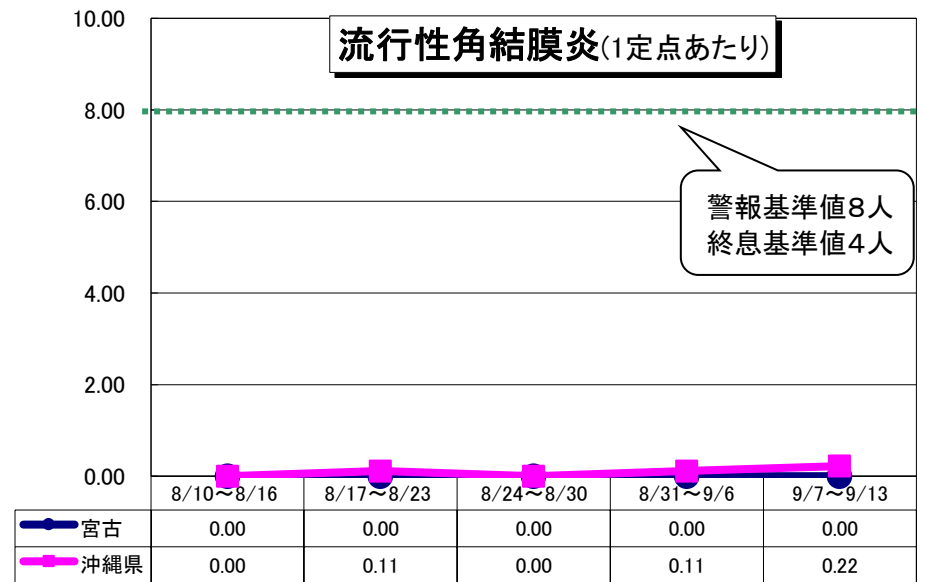 流行性角結膜炎(1定点あたり)
10.00
8.00
6.00
4.00
2.00
0.00
警報基準値８人
終息基準値４人
8/10～8/16 8/17～8/23 8/24～8/30 8/31～9/6 9/7～9/13
宮古 0.00 0.00 0.00 0.00 0.00
沖縄県 0.00 0.11 0.00 0.11 0.22